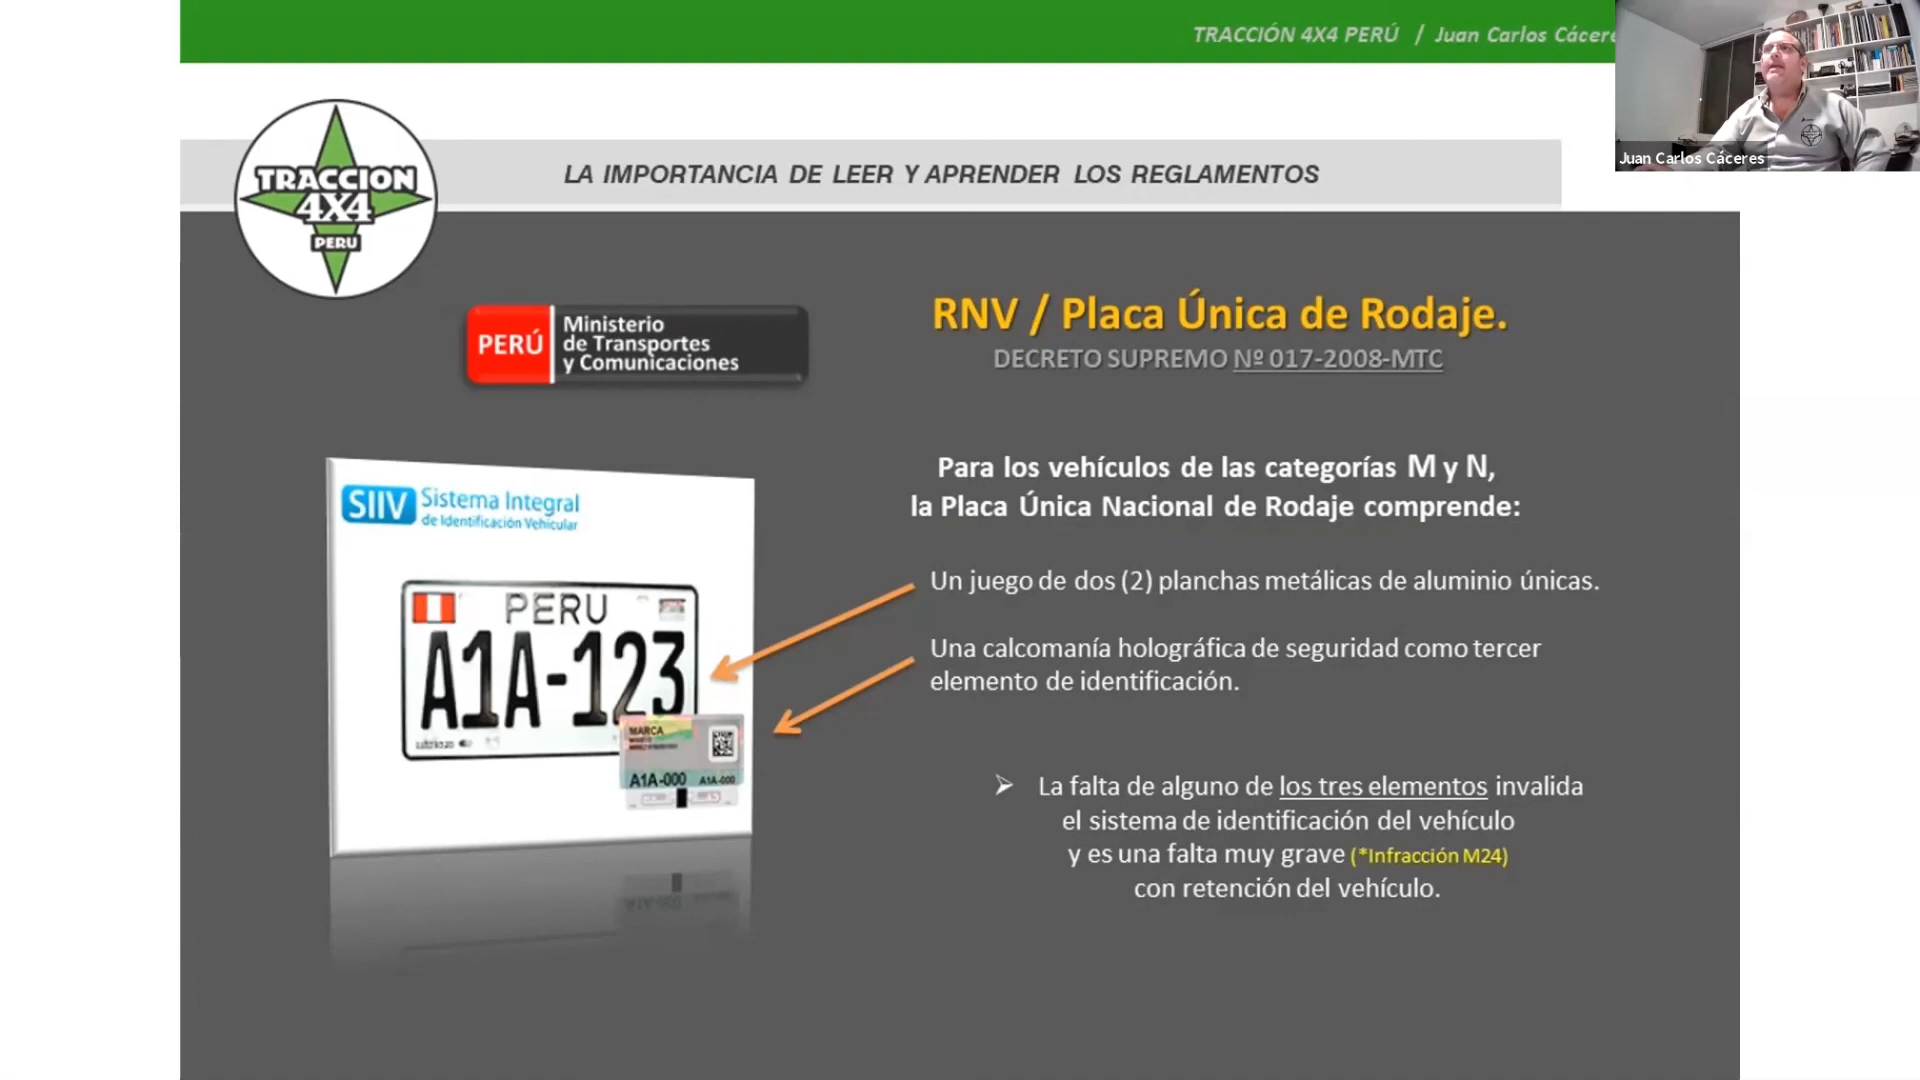 TRACCIÓN 4X4 PERÚ / Juan Carlos Cácere
Juan Carlos Cáceres
TRACCION
4X4
PERU
LA IMPORTANCIA DE LEER Y APRENDER LOS REGLAMENTOS
PERÚ
Ministerio
de Transportes
y Comunicaciones
RNV / Placa Única de Rodaje.
DECRETO SUPREMO Nº 017-2008-MTC
Para los vehículos de las categorías M y N,
la Placa Única Nacional de Rodaje comprende:
SIIV Sistema Integral
de Identificación Vehicular
PERU
A1A-123
MARCA
A1A-000 A1A-000
Un juego de dos (2) planchas metálicas de aluminio únicas.
Una calcomanía holográfica de seguridad como tercer
elemento de identificación.
La falta de alguno de los tres elementos invalida
el sistema de identificación del vehículo
y es una falta muy grave (*Infracción M24)
con retención del vehículo.